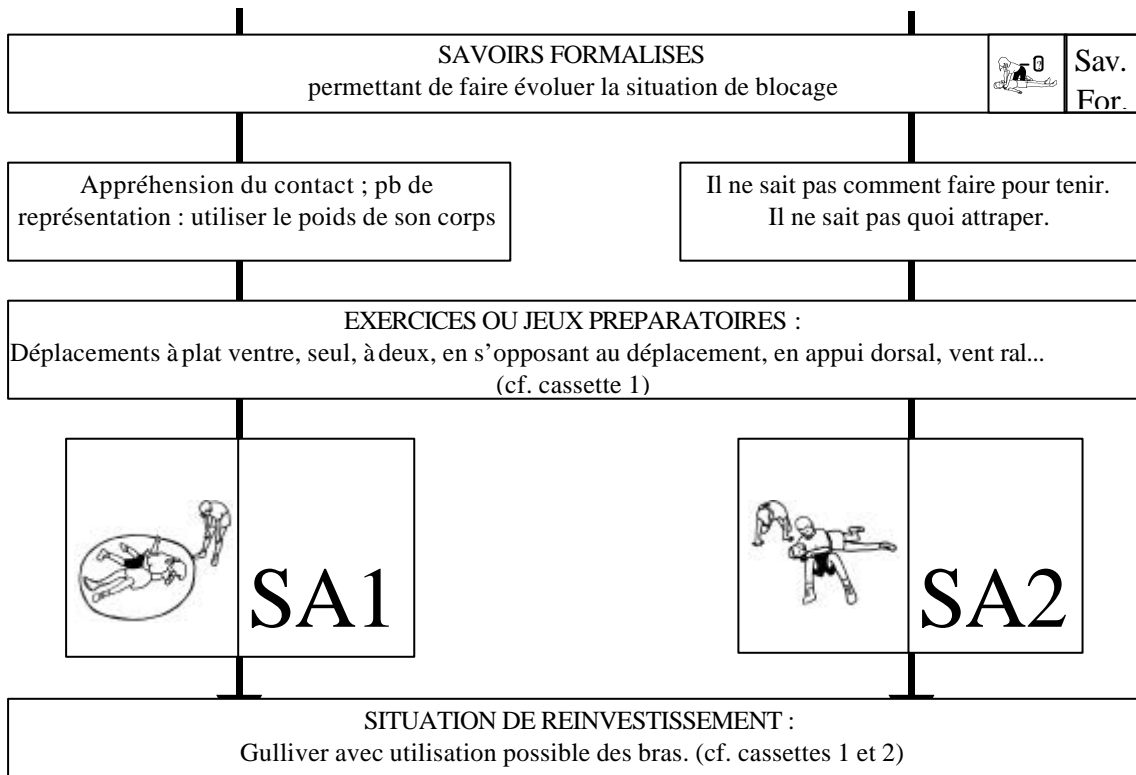 SAVOIRS FORMALISES
permettant de faire évoluer la situation de blocage
Sav.
For.
Appréhension du contact ; pb de
représentation : utiliser le poids de son corps
Il ne sait pas comment faire pour tenir.
Il ne sait pas quoi attraper.
EXERCICES OU JEUX PREPARATOIRES :
Déplacements à plat ventre, seul, à deux, en s’opposant au déplacement, en appui dorsal, vent ral...
(cf. cassette 1)
SA1
SA2
SITUATION DE REINVESTISSEMENT :
Gulliver avec utilisation possible des bras. (cf. cassettes 1 et 2)